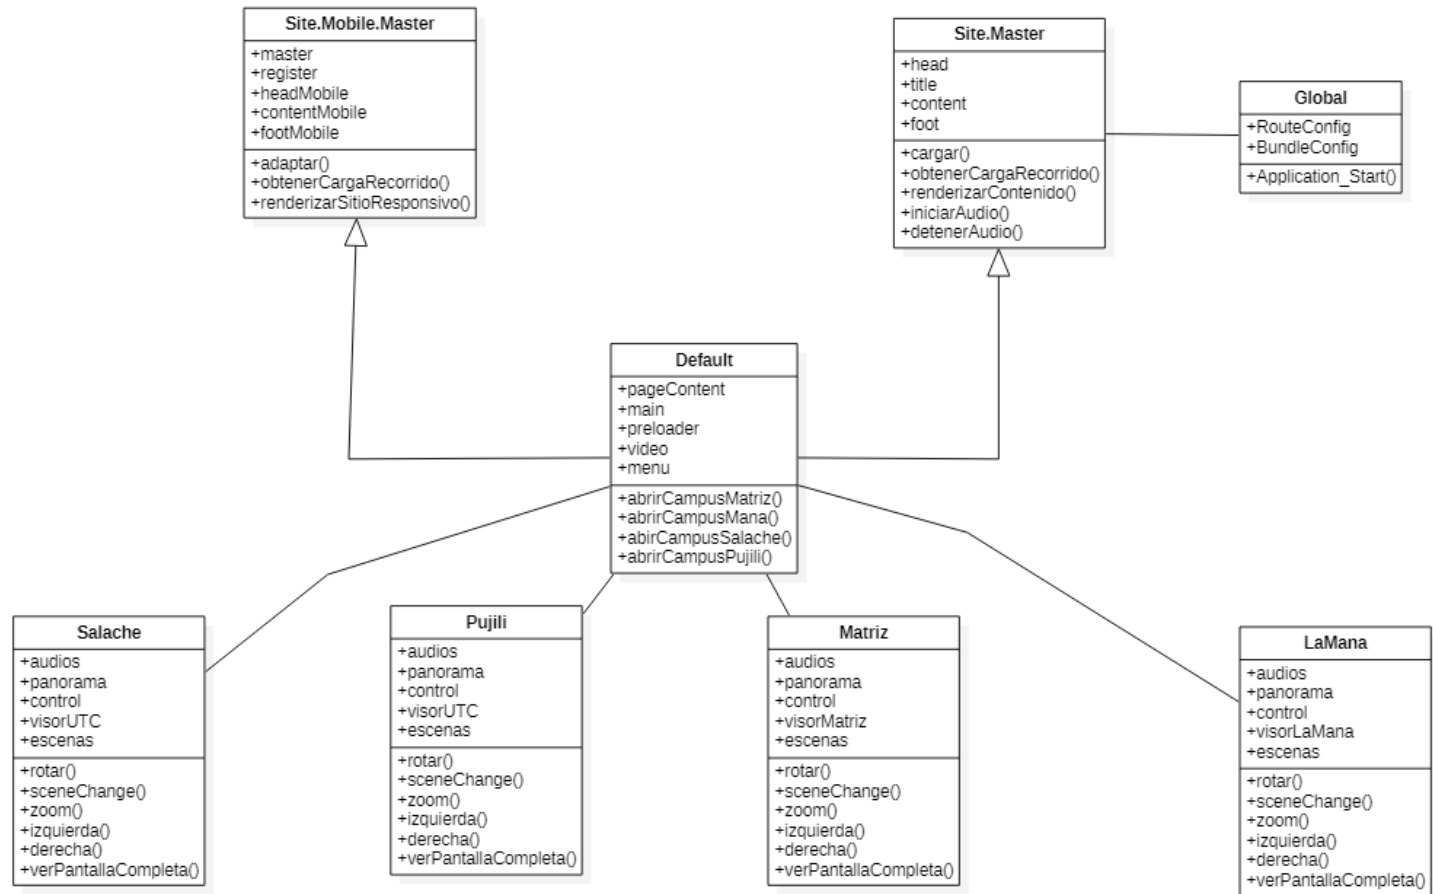 Site.Mobile.Master
+master
+register
+headMobile
+contentMobile
+footMobile
+adaptar()
+obtenerCargaRecorrido()
+renderizarSitioResponsivo()
Site.Master
+head
+title
+content
+foot
+cargar()
+obtenerCargaRecorrido()
+renderizarContenido()
+iniciarAudio()
+detenerAudio()
Global
+RouteConfig
+BundleConfig
+Application_Start()
Default
+pageContent
+main
+preloader
+video
+menu
+abrirCampusMatriz()
+abrirCampusMana()
+abirCampusSalache()
+abrirCampusPujili()
Salache
+audios
+panorama
+control
+visorUTC
+escenas
+rotar()
+sceneChange()
+zoom()
+izquierda()
+derecha()
+verPantallaCompleta()
Pujili
+audios
+panorama
+control
+visorUTC
+escenas
+rotar()
+sceneChange()
+zoom()
+izquierda()
+derecha()
+verPantallaCompleta()
Matriz
+audios
+panorama
+control
+visorMatriz
+escenas
+rotar()
+sceneChange()
+zoom()
+izquierda()
+derecha()
+verPantallaCompleta()
LaMana
+audios
+panorama
+control
+visorLaMana
+escenas
+rotar()
+sceneChange()
+zoom()
+izquierda()
+derecha()
+verPantallaCompleta()